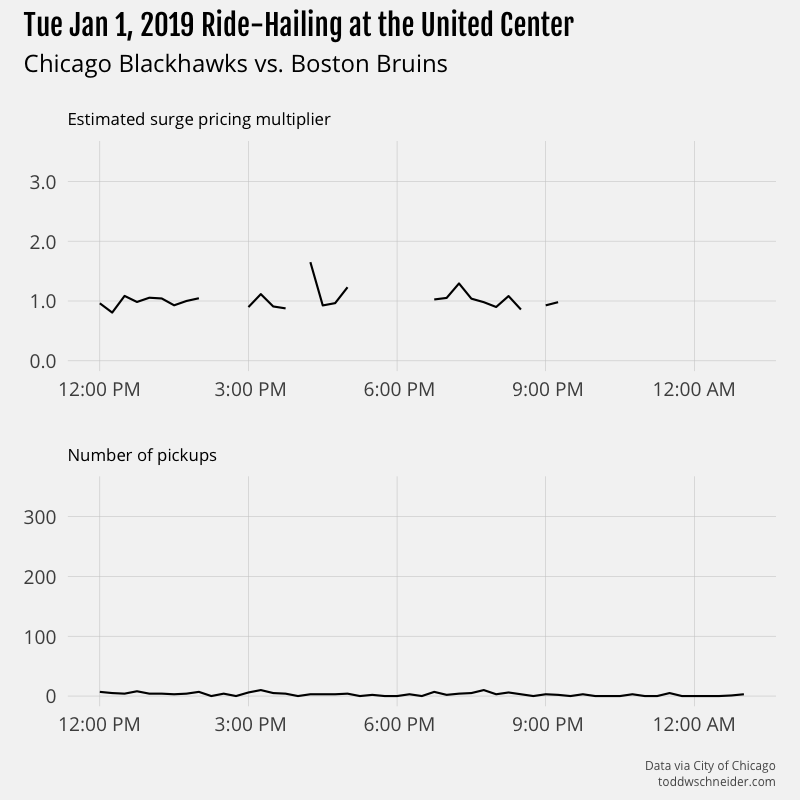 Tue Jan 1, 2019 Ride-Hailing at the United Center
Chicago Blackhawks vs. Boston Bruins
Estimated surge pricing multiplier
3.0
2.0
1.0
0.0
12:00 PM 3:00 PM 6:00 PM 9:00 PM 12:00 AM
Number of pickups
300
200
100
0
12:00 PM 3:00 PM 6:00 PM 9:00 PM 12:00 AM
Data via City of Chicago
toddwschneider.com